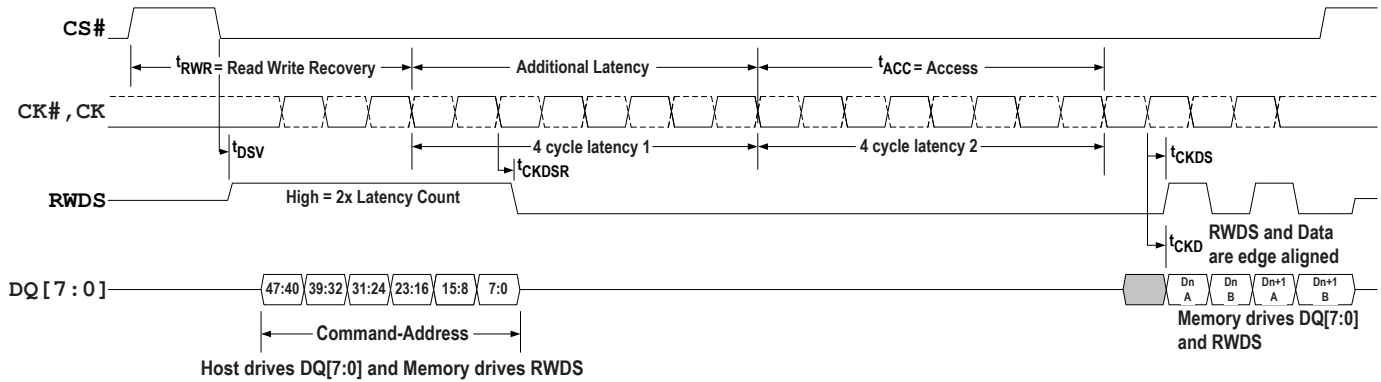 CS#
tRWR = Read Write Recovery
Additional Latency
tACC = Access
CK#, CK
tDSV
4 cycle latency 1
4 cycle latency 2
tCKDSR
tCKDS
RWDS
High = 2x Latency Count
RWDS and Data
are edge aligned
tCKD
DQ[7:0]
47:40 39:32 31:24 23:16 15:8 7:0
Dn A
Dn B
Dn+1 A
Dn+1 B
Command-Address
Memory drives DQ[7:0]
and RWDS
Host drives DQ[7:0] and Memory drives RWDS